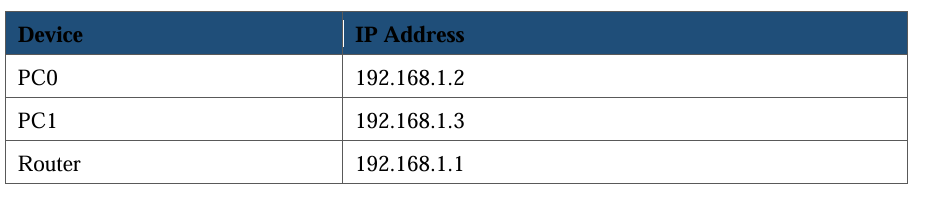 Device IP Address
PC0 192.168.1.2
PC1 192.168.1.3
Router 192.168.1.1